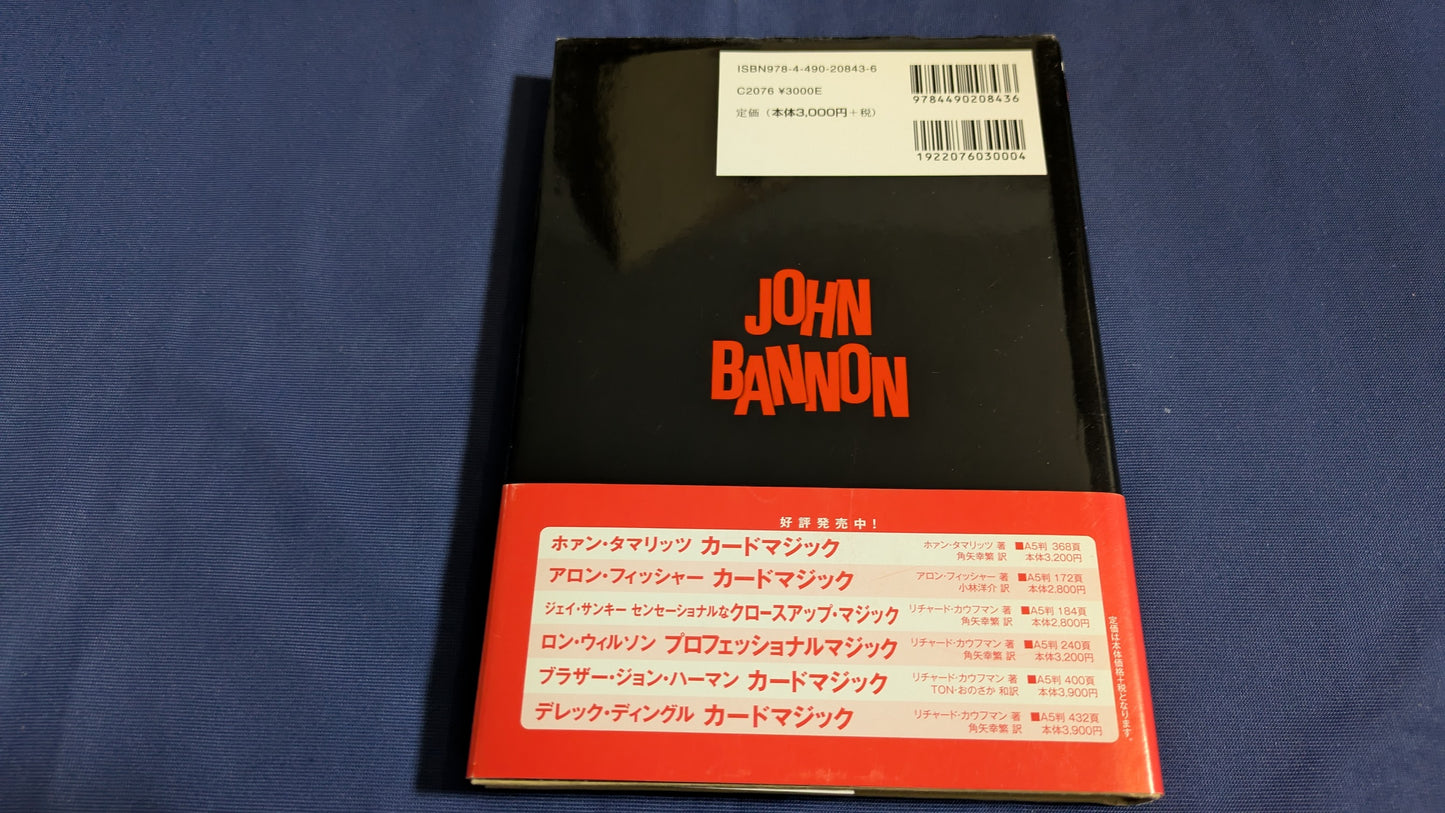 ISBN978-4-490-20843-6
C2076 ¥3000E
定価（本体3,000円＋税）
9784490208436
1922076030004
JOHN
BANNON
好評発売中！
ホァン・タマリッツ カードマジック ホァン・タマリッツ 著 ■A5判 368頁
角矢幸繁 訳 本体3,200円
アロン・フィッシャー カードマジック アロン・フィッシャー 著 ■A5判 172頁
小林洋介 訳 本体2,800円
ジェイ・サンキー センセーショナルなクロースアップ・マジック リチャード・カウフマン 著 ■A5判 184頁
角矢幸繁 訳 本体2,800円
ロン・ウィルソン プロフェッショナルマジック リチャード・カウフマン 著 ■A5判 240頁
角矢幸繁 訳 本体3,200円
ブラザー・ジョン・ハーマン カードマジック リチャード・カウフマン 著 ■A5判 400頁
TON・おのさか 和訳 本体3,900円
デレック・ディングル カードマジック リチャード・カウフマン 著 ■A5判 432頁
角矢幸繁 訳 本体3,900円
定価は本体価格+税となります。